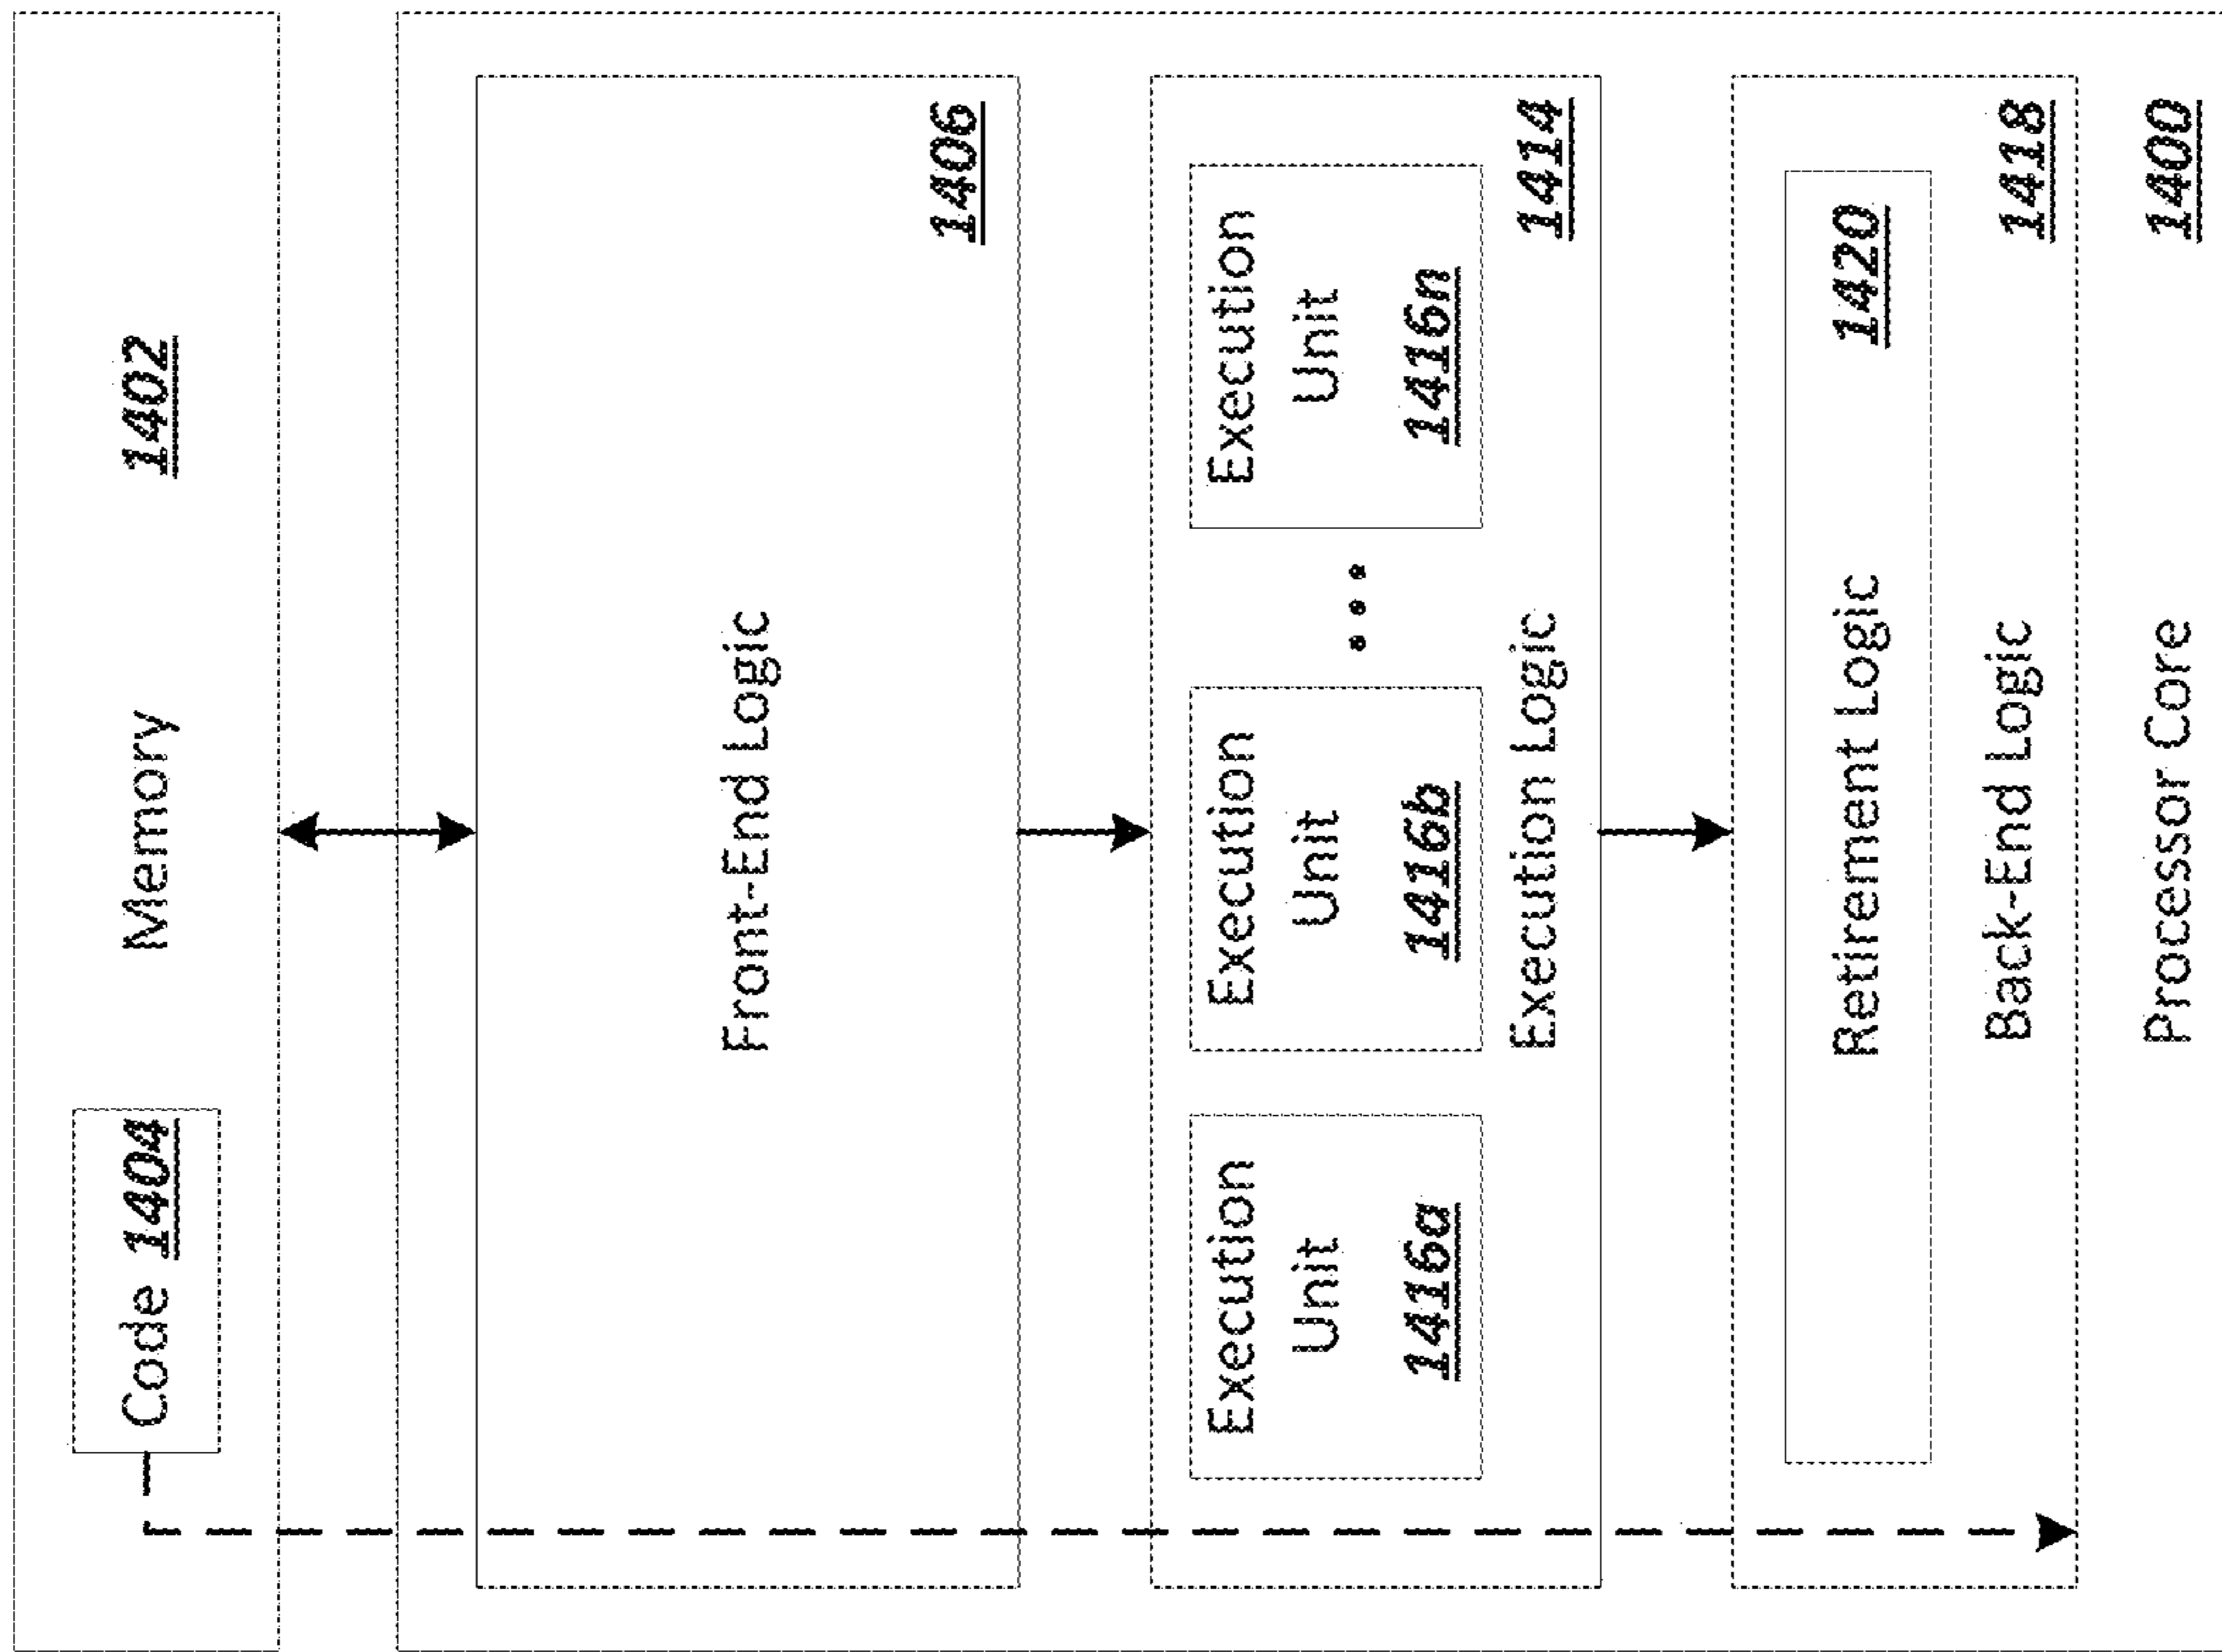 Code 1404
Memory
1402
Front-End Logic
1406
Execution
Unit
1416a
Execution
Unit
1416b
Execution
Unit
1416n
Execution Logic
1414
Retirement Logic
1420
Back-End Logic
1418
Processor Core
1400